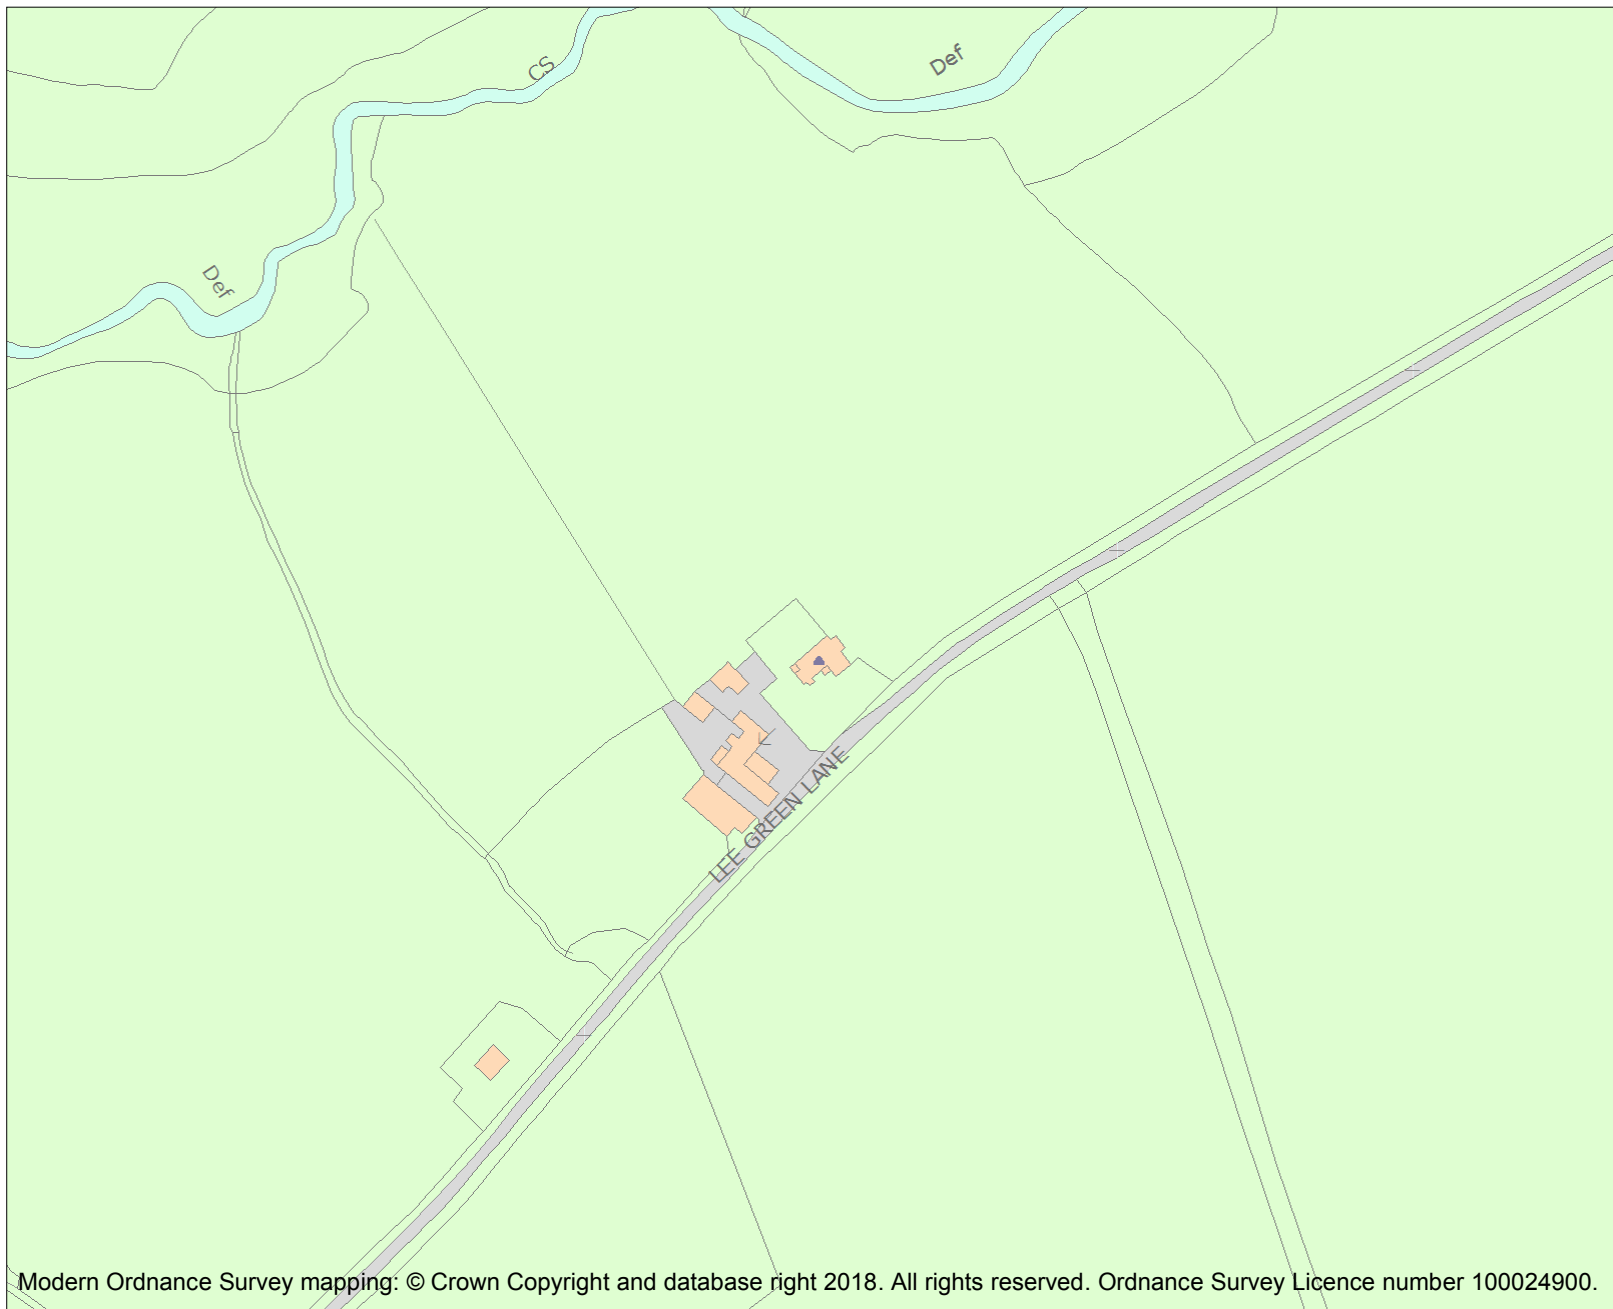 CS
Def
Def
LEE GREEN LANE
Modern Ordnance Survey mapping: © Crown Copyright and database right 2018. All rights reserved. Ordnance Survey Licence number 100024900.